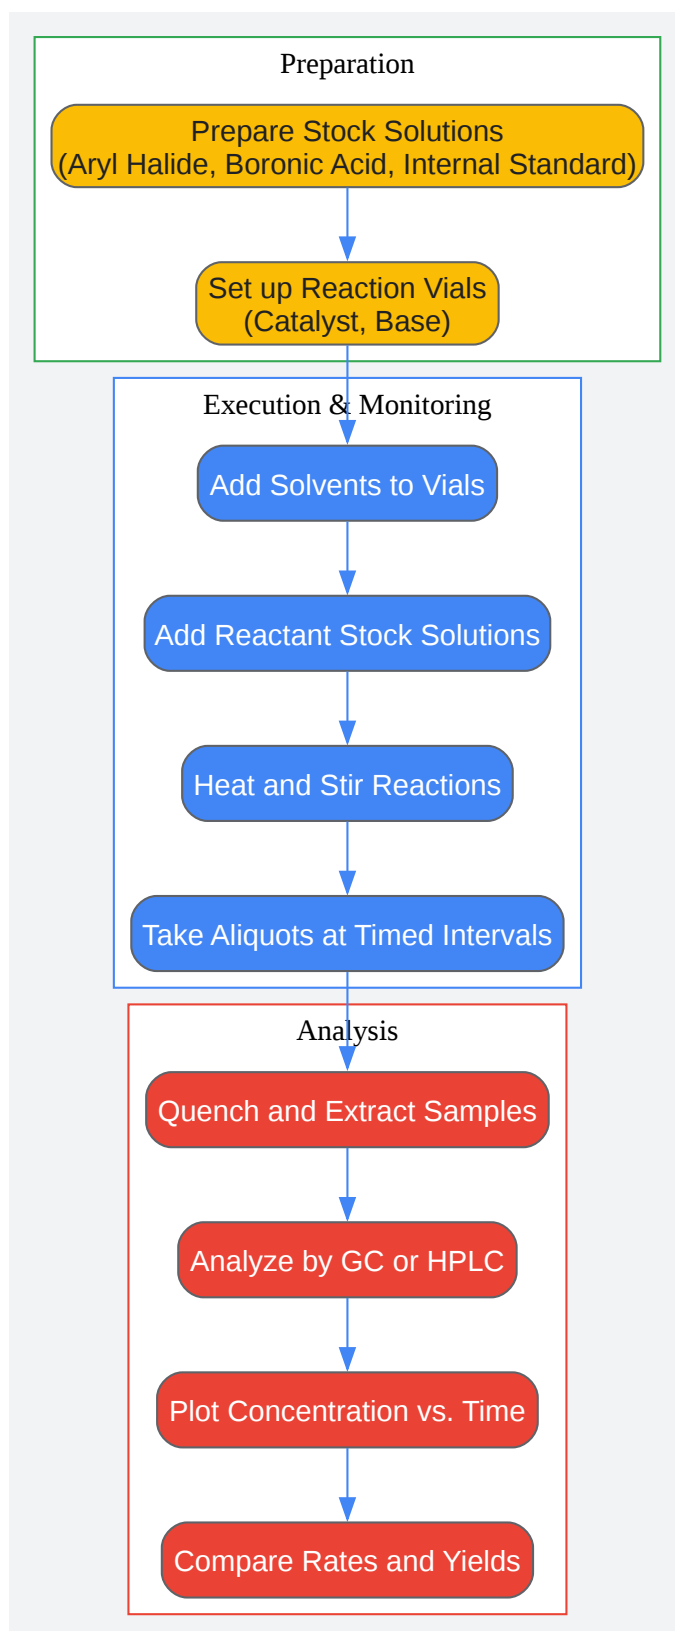 Preparation
Prepare Stock Solutions
(Aryl Halide, Boronic Acid, Internal Standard)
Set up Reaction Vials
(Catalyst, Base)
Execution & Monitoring
Add Solvents to Vials
Add Reactant Stock Solutions
Heat and Stir Reactions
Take Aliquots at Timed Intervals
Analysis
Quench and Extract Samples
Analyze by GC or HPLC
Plot Concentration vs. Time
Compare Rates and Yields